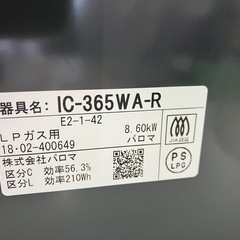 器具名: IC-365WA-R
E2-1-42
LPガス用 8.60kW
18・02-400649 パロマ
株式会社パロマ
区分C 効率56.3%
区分L 効率210Wh
PS
LPG